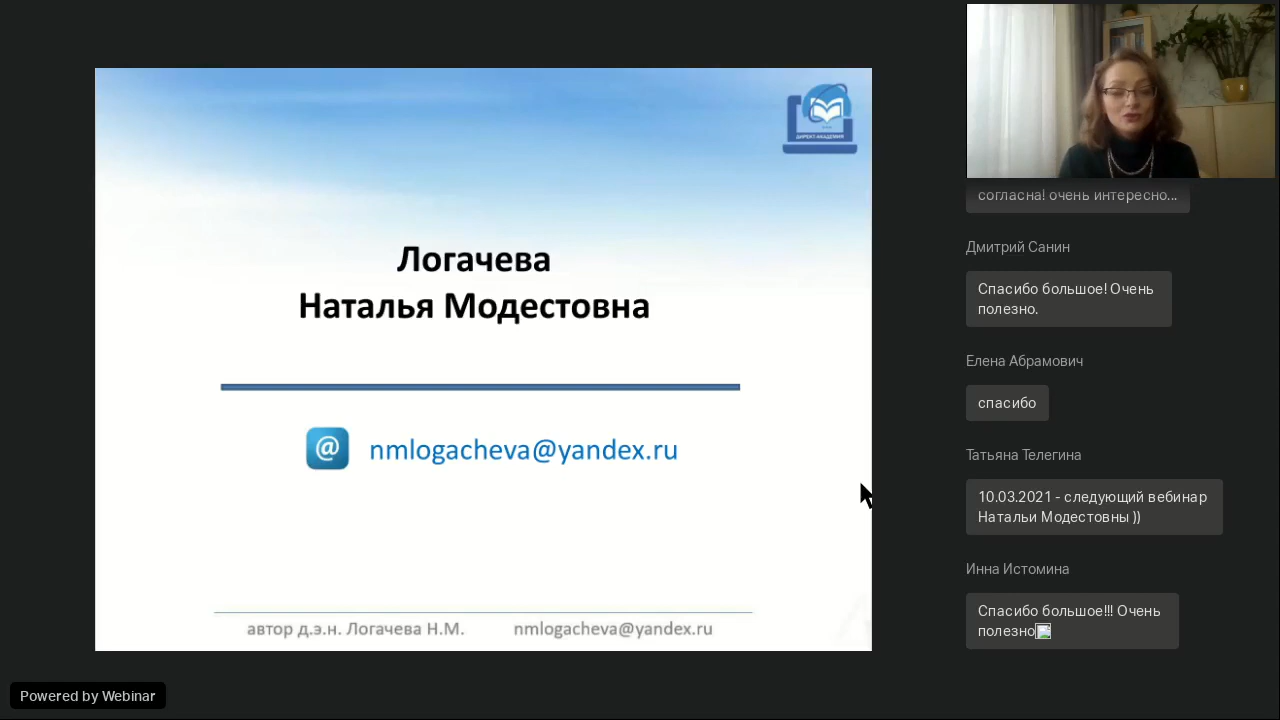 ДИРЕКТ-АКАДЕМИЯ
Логачева
Наталья Модестовна
@ nmlogacheva@yandex.ru
автор д.э.н. Логачева Н.М. nmlogacheva@yandex.ru
согласна! очень интересно...
Дмитрий Санин
Спасибо большое! Очень
полезно.
Елена Абрамович
спасибо
Татьяна Телегина
10.03.2021 - следующий вебинар
Натальи Модестовны ))
Инна Истомина
Спасибо большое!!! Очень
полезно
Powered by Webinar